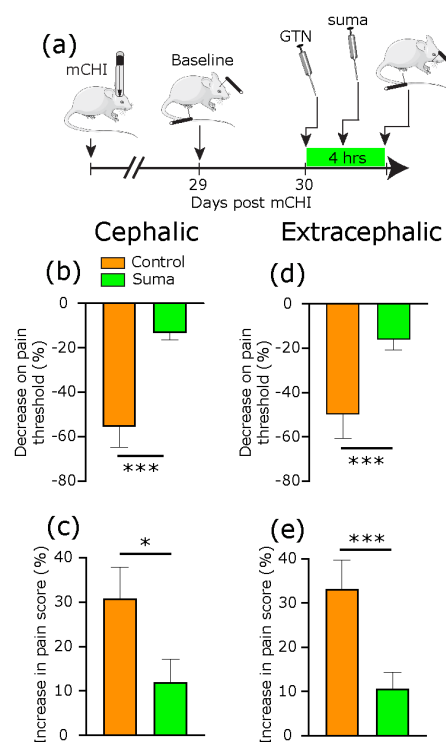 (a)
mCHI
Baseline
GTN
suma
4 hrs
29
30
Days post mCHI
Cephalic
Extracephalic
(b)
Control
Suma
(d)
0
-20
-40
-60
-80
Decrease on pain
threshold (%)
***
0
-20
-40
-60
-80
Decrease on pain
threshold (%)
***
(c)
40
30
20
10
0
Increase in pain score (%)
*
(e)
40
30
20
10
0
Increase in pain score (%)
***